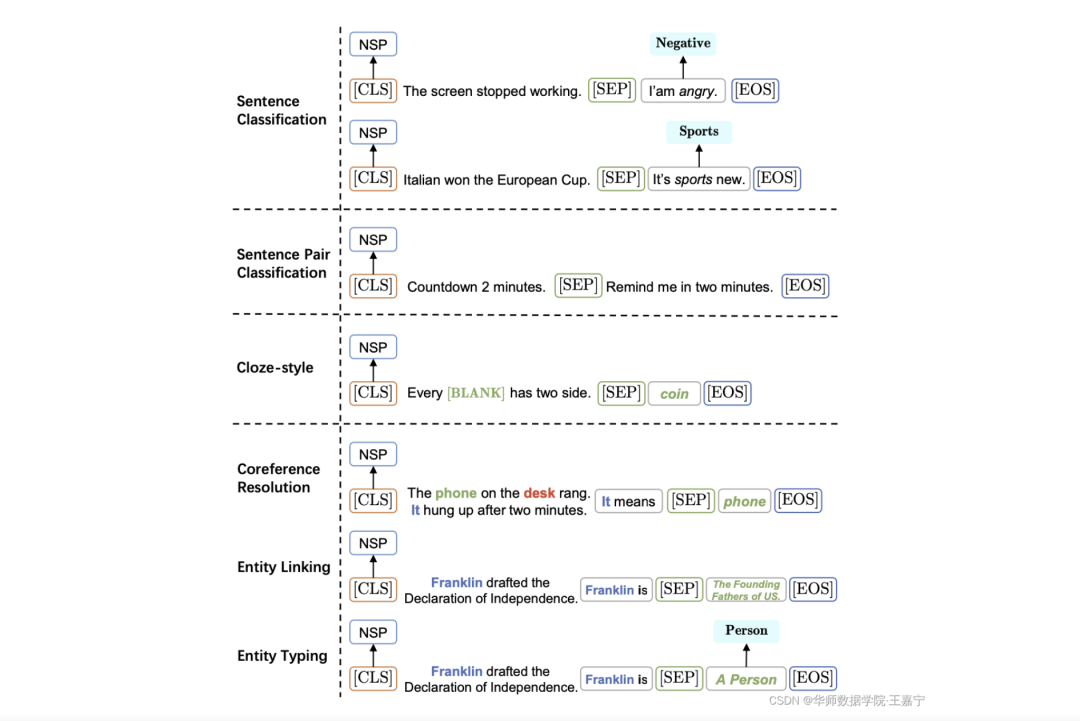 NSP
Negative
[CLS] The screen stopped working. [SEP] I'am angry. [EOS]
Sentence
Classification
NSP
Sports
[CLS] Italian won the European Cup. [SEP] It's sports new. [EOS]
NSP
Sentence Pair
Classification
[CLS] Countdown 2 minutes. [SEP] Remind me in two minutes. [EOS]
NSP
Cloze-style
[CLS] Every [BLANK] has two side. [SEP] coin [EOS]
NSP
Coreference
Resolution
[CLS] The phone on the desk rang.
It hung up after two minutes. It means [SEP] phone [EOS]
NSP
Entity Linking
[CLS] Franklin drafted the
Declaration of Independence. Franklin is [SEP] The Founding
Fathers of US. [EOS]
NSP
Person
Entity Typing
[CLS] Franklin drafted the
Declaration of Independence. Franklin is [SEP] A Person [EOS]
CSDN @华师数据学院·王嘉宁